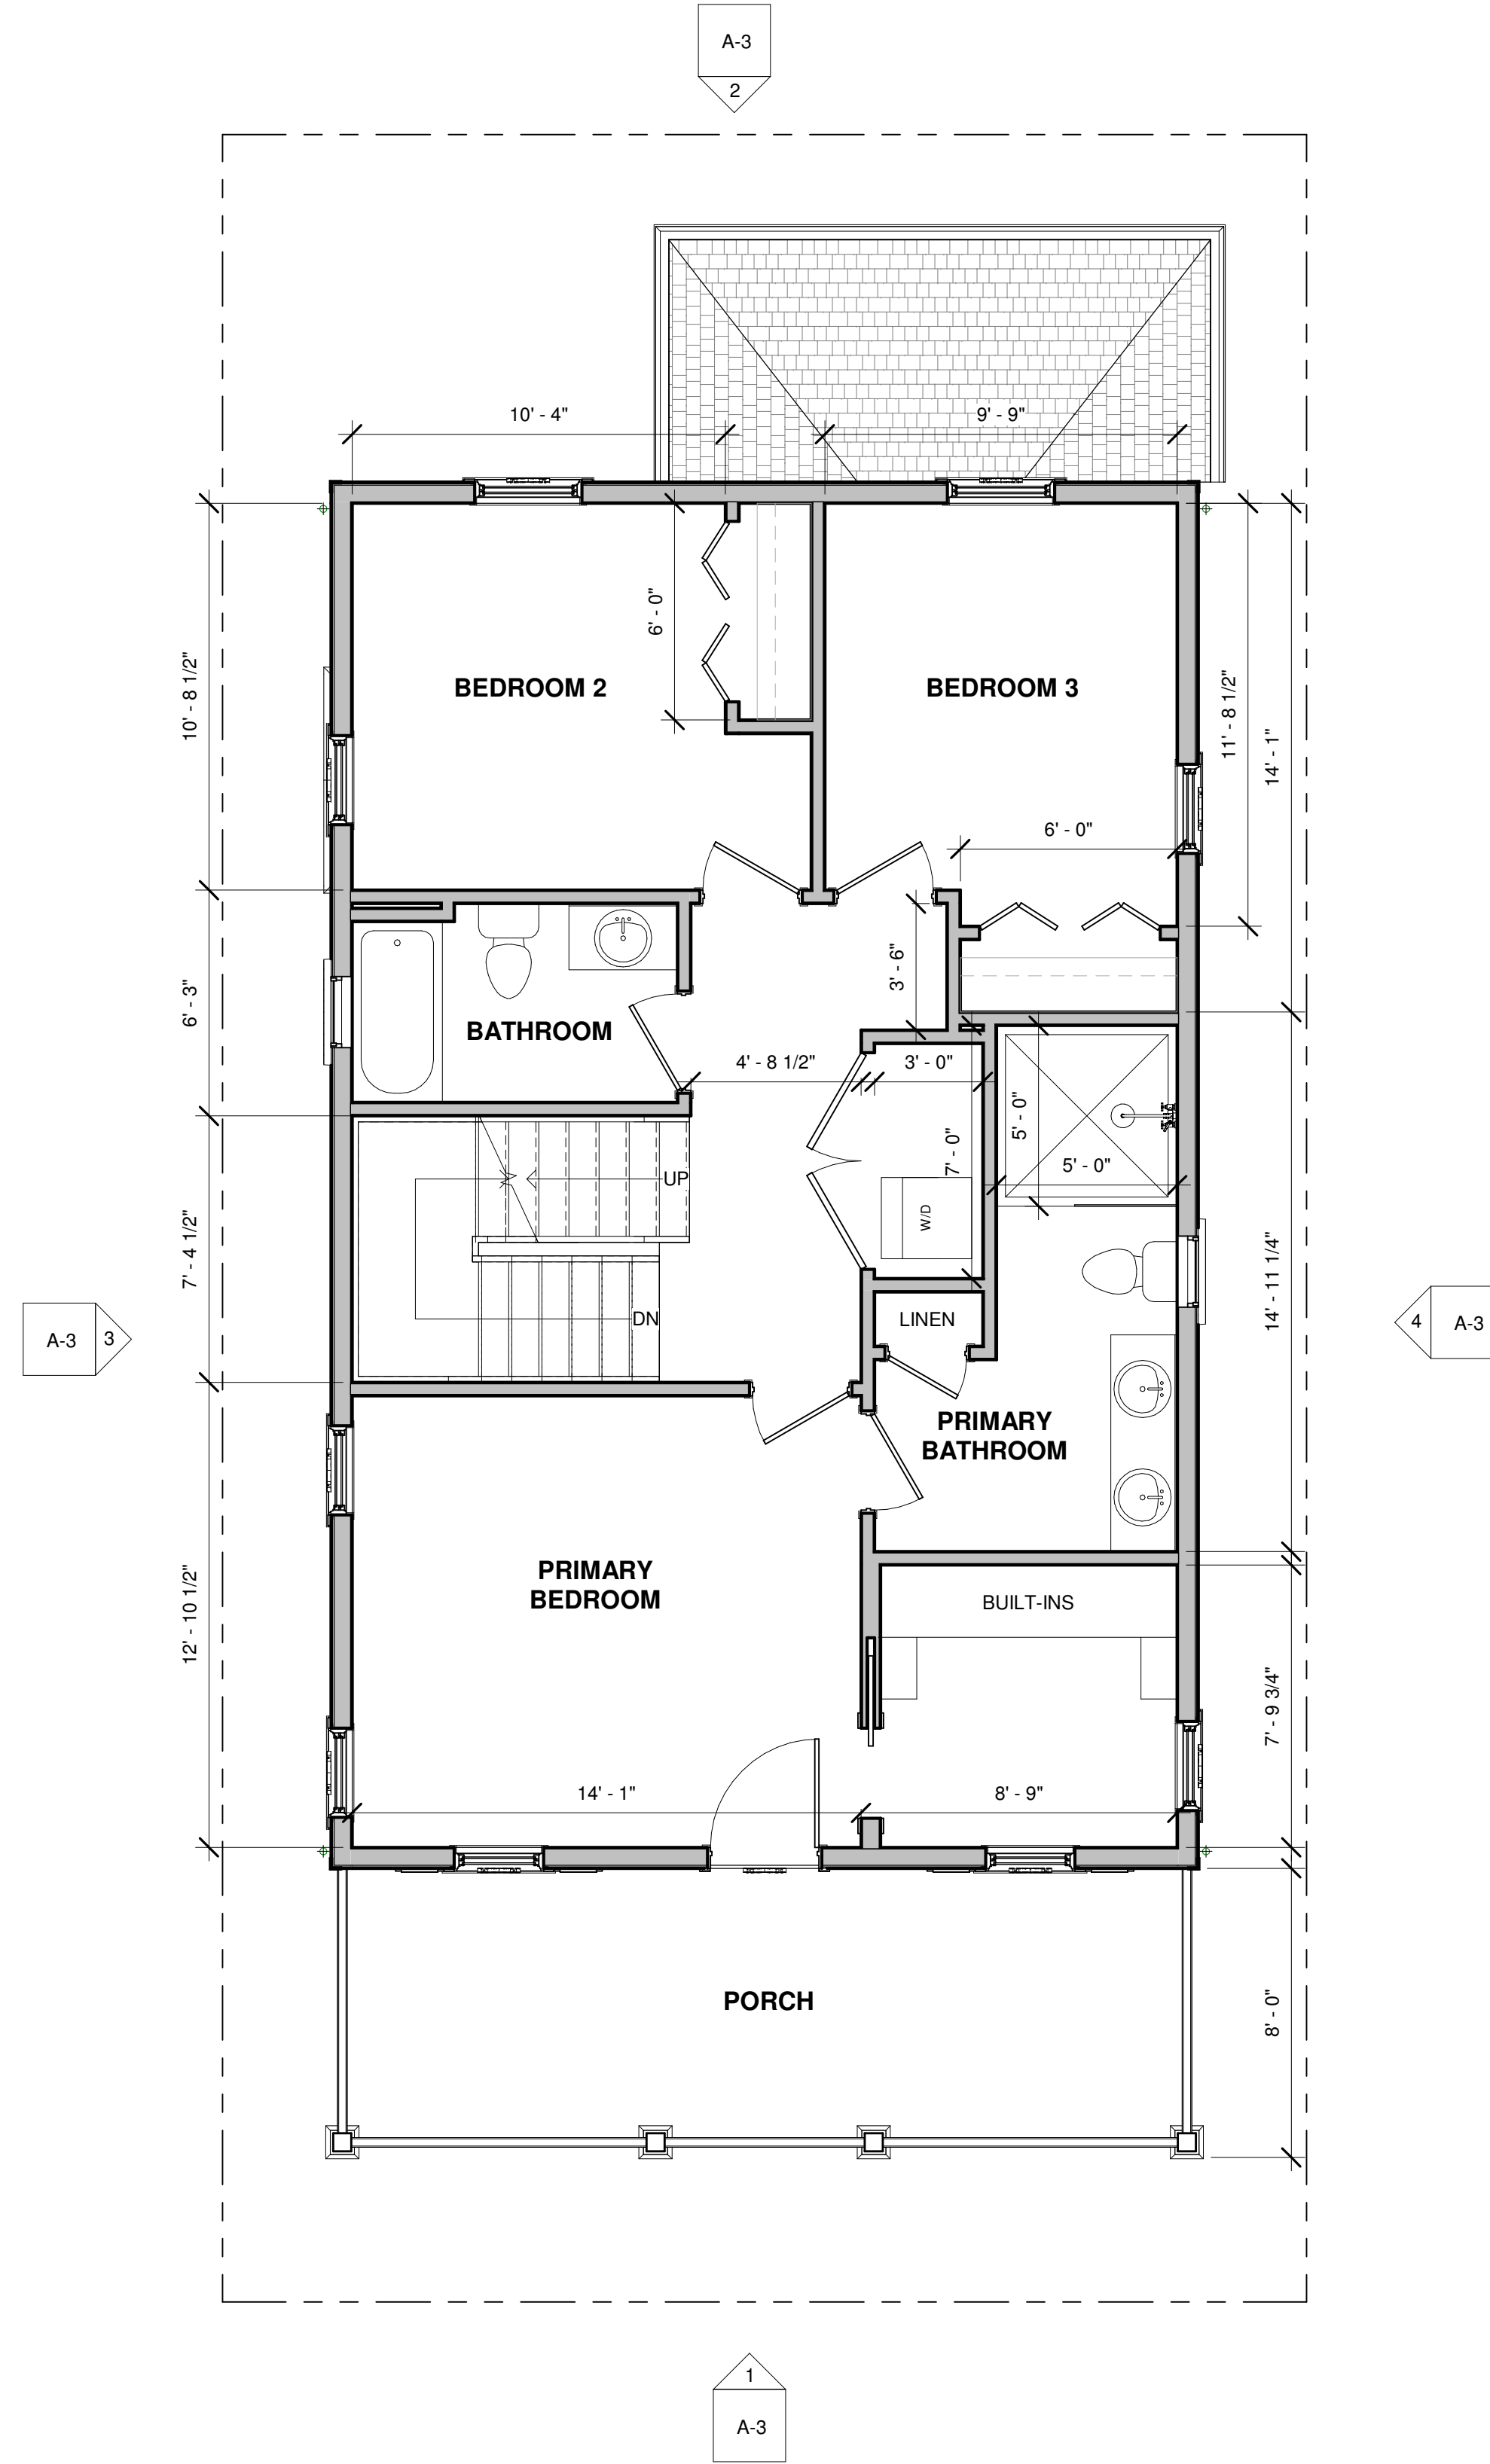 A-3
2
10' - 4"
9' - 9"
10' - 8 1/2"
6' - 0"
BEDROOM 2
BEDROOM 3
11' - 8 1/2"
14' - 1"
6' - 0"
6' - 3"
3' - 6"
BATHROOM
4' - 8 1/2"
3' - 0"
5' - 0"
7' - 0"
5' - 0"
UP
W/D
7' - 4 1/2"
14' - 11 1/4"
DN
LINEN
A-3
3
4
A-3
PRIMARY
BATHROOM
PRIMARY
BEDROOM
12' - 10 1/2"
BUILT-INS
7' - 9 3/4"
14' - 1"
8' - 9"
PORCH
8' - 0"
1
A-3